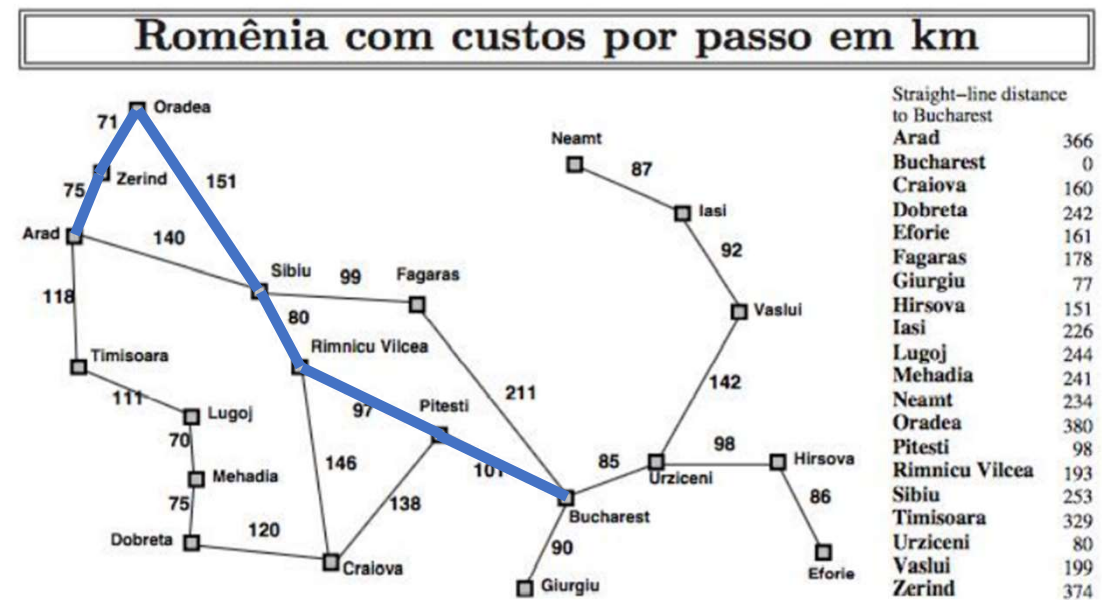 Romênia com custos por passo em km
Oradea
71
Zerind
151
75
Arad
140
118
Sibiu
99
Fagaras
80
Rimnicu Vilcea
Timisoara
111
Lugoj
70
Mehadia
75
Dobreta
120
Craiova
146
97
Pitesti
138
101
211
Bucharest
90
Giurgiu
85
Urziceni
98
Hirsova
86
Eforie
142
Vaslui
92
Iasi
87
Neamt
Straight–line distance
to Bucharest
Arad 366
Bucharest 0
Craiova 160
Dobreta 242
Eforie 161
Fagaras 178
Giurgiu 77
Hirsova 151
Iasi 226
Lugoj 244
Mehadia 241
Neamt 234
Oradea 380
Pitesti 98
Rimnicu Vilcea 193
Sibiu 253
Timisoara 329
Urziceni 80
Vaslui 199
Zerind 374